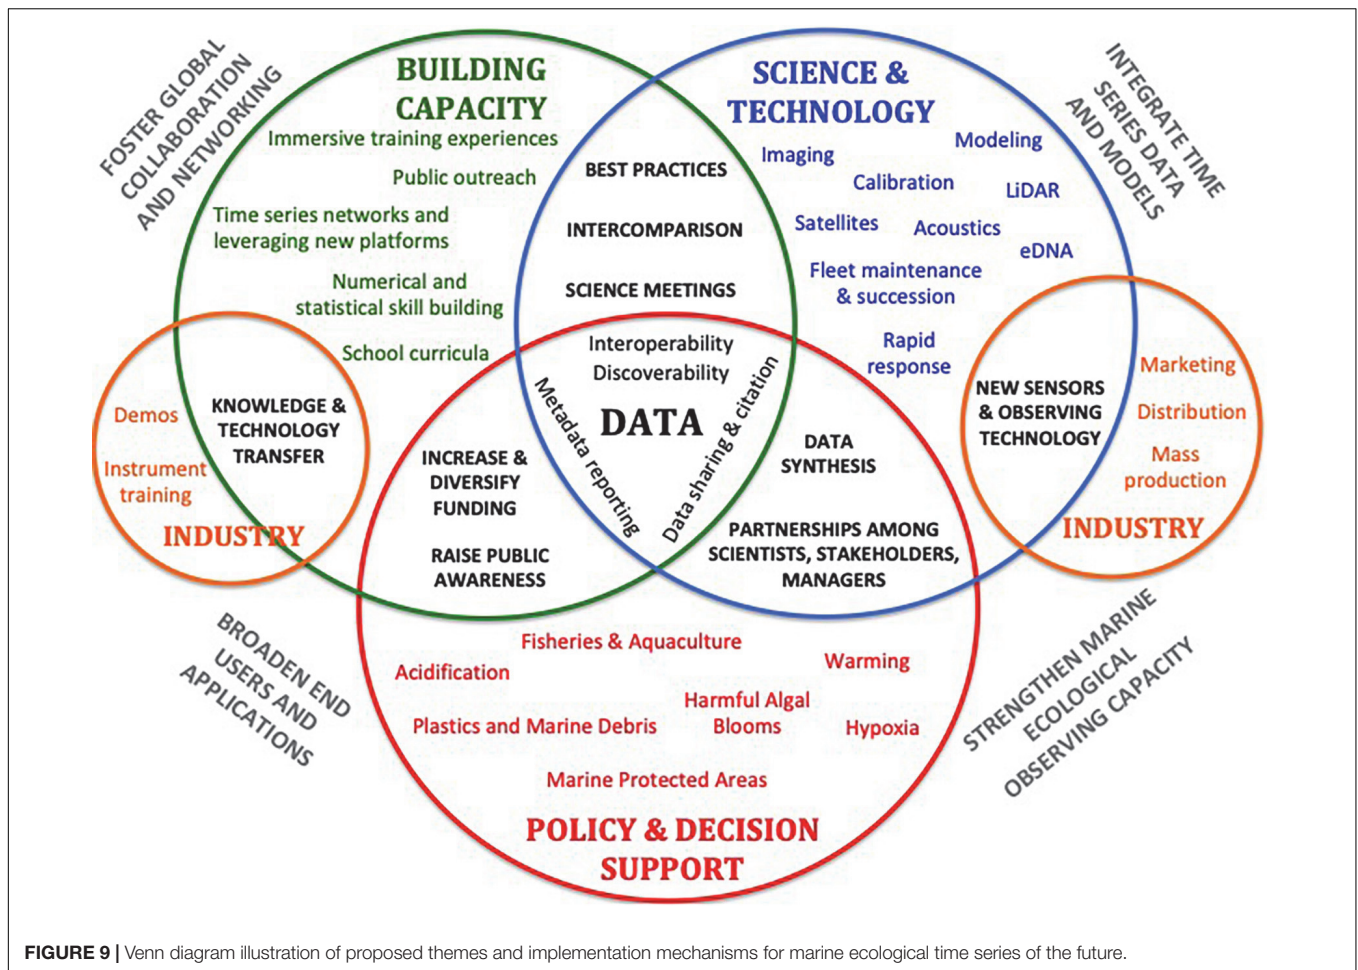 FOSTER GLOBAL
COLLABORATION
AND NETWORKING
BUILDING
CAPACITY
Immersive training experiences
Public outreach
Time series networks and
leveraging new platforms
Numerical and
statistical skill building
School curricula
BEST PRACTICES
INTERCOMPARISON
SCIENCE MEETINGS
SCIENCE &
TECHNOLOGY
Imaging
Modeling
Calibration
LiDAR
Satellites
Acoustics
eDNA
Fleet maintenance
& succession
Rapid
response
INTEGRATE TIME
SERIES DATA
AND MODELS
Demos
Instrument
training
INDUSTRY
KNOWLEDGE &
TECHNOLOGY
TRANSFER
INCREASE &
DIVERSIFY
FUNDING
RAISE PUBLIC
AWARENESS
Interoperability
Discoverability
DATA
Metadata reporting
Data sharing & citation
DATA
SYNTHESIS
PARTNERSHIPS AMONG
SCIENTISTS, STAKEHOLDERS,
MANAGERS
NEW SENSORS
& OBSERVING
TECHNOLOGY
Marketing
Distribution
Mass
production
INDUSTRY
BROADEN END
USERS AND
APPLICATIONS
Fisheries & Aquaculture
Acidification
Warming
Harmful Algal
Blooms
Plastics and Marine Debris
Hypoxia
Marine Protected Areas
POLICY & DECISION
SUPPORT
STRENGTHEN MARINE
ECOLOGICAL
OBSERVING CAPACITY
FIGURE 9 | Venn diagram illustration of proposed themes and implementation mechanisms for marine ecological time series of the future.